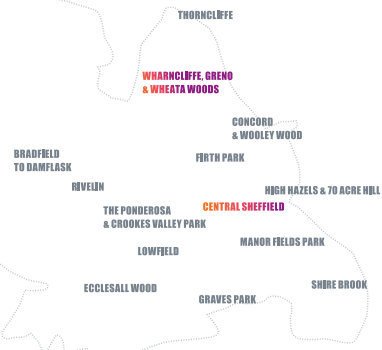 THORNCLIFFE
WHARNCLIFFE, GRENO
& WHEATA WOODS
CONCORD
& WOOLEY WOOD
BRADFIELD
TO DAMFLASK
FIRTH PARK
RIVELIN
HIGH HAZELS & 70 ACRE HILL
THE PONDEROSA
& CROOKES VALLEY PARK
CENTRAL SHEFFIELD
MANOR FIELDS PARK
LOWFIELD
ECCLESALL WOOD
SHIRE BROOK
GRAVES PARK